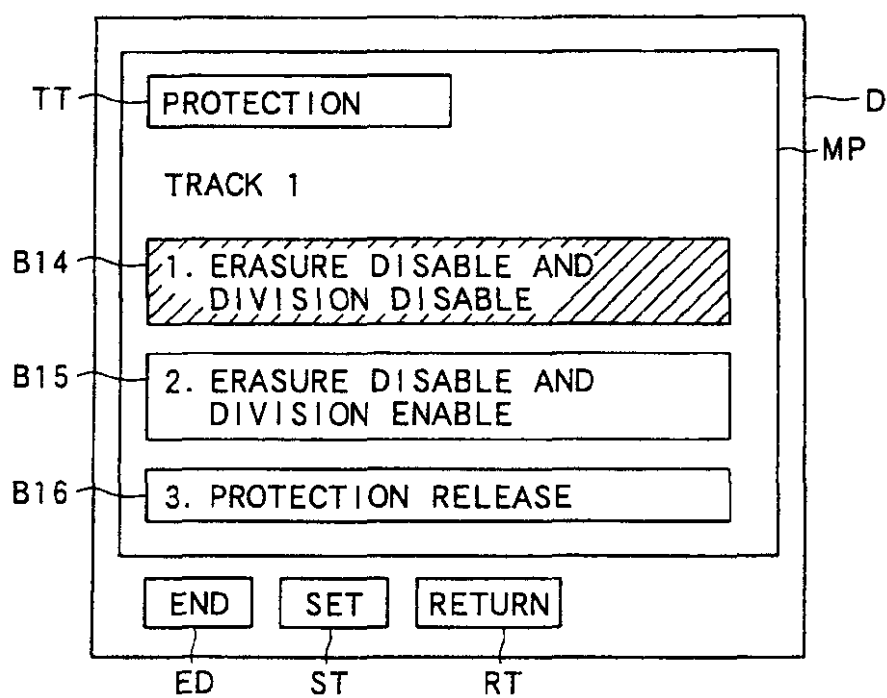 TT
PROTECTION
D
MP
TRACK 1
B14
1. ERASURE DISABLE AND
DIVISION DISABLE
B15
2. ERASURE DISABLE AND
DIVISION ENABLE
B16
3. PROTECTION RELEASE
END
SET
RETURN
ED
ST
RT